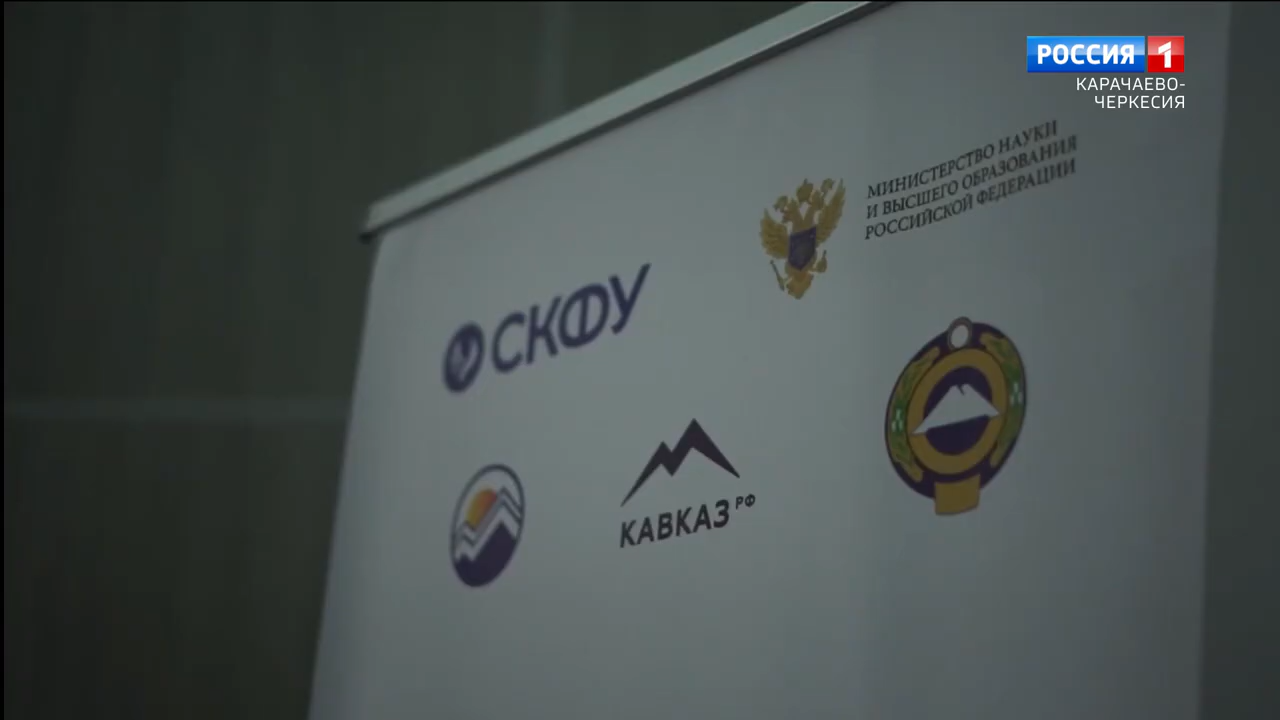 РОССИЯ 1
КАРАЧАЕВО-
ЧЕРКЕСИЯ
МИНИСТЕРСТВО НАУКИ
И ВЫСШЕГО ОБРАЗОВАНИЯ
РОССИЙСКОЙ ФЕДЕРАЦИИ
СКФУ
КАВКАЗ РФ